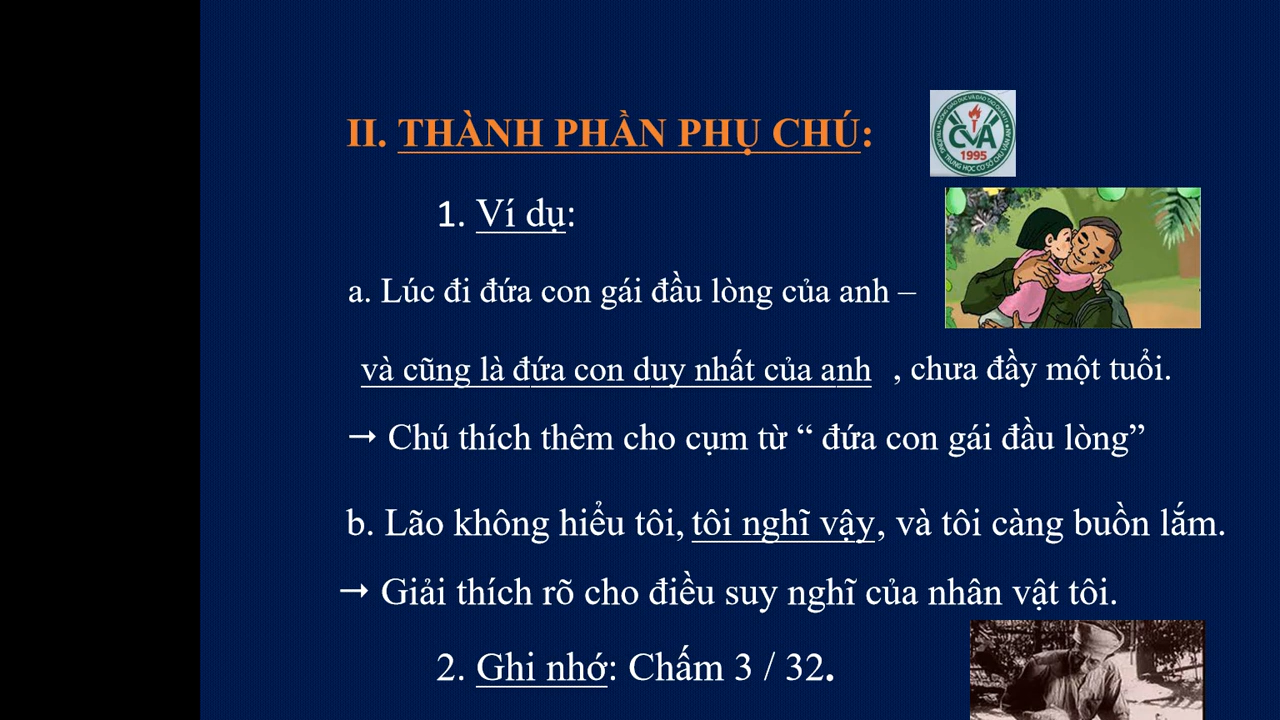 II. THÀNH PHẦN PHỤ CHÚ:
CVA
1995
1. Ví dụ:
a. Lúc đi đứa con gái đầu lòng của anh –
và cũng là đứa con duy nhất của anh , chưa đầy một tuổi.
→ Chú thích thêm cho cụm từ “ đứa con gái đầu lòng”
b. Lão không hiểu tôi, tôi nghĩ vậy, và tôi càng buồn lắm.
→ Giải thích rõ cho điều suy nghĩ của nhân vật tôi.
2. Ghi nhớ: Chấm 3 / 32.